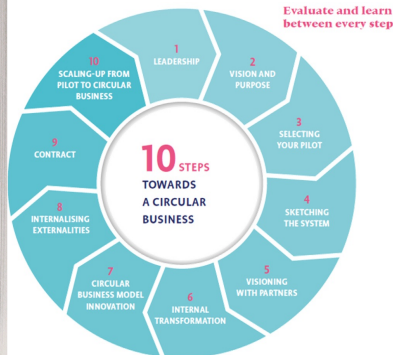 Evaluate and learn
between every step
1
LEADERSHIP
2
VISION AND
PURPOSE
3
SELECTING
YOUR PILOT
4
SKETCHING
THE SYSTEM
5
VISIONING
WITH PARTNERS
6
INTERNAL
TRANSFORMATION
7
CIRCULAR
BUSINESS MODEL
INNOVATION
8
INTERNALISING
EXTERNALITIES
9
CONTRACT
10
SCALING-UP FROM
PILOT TO CIRCULAR
BUSINESS
10 STEPS
TOWARDS
A CIRCULAR
BUSINESS